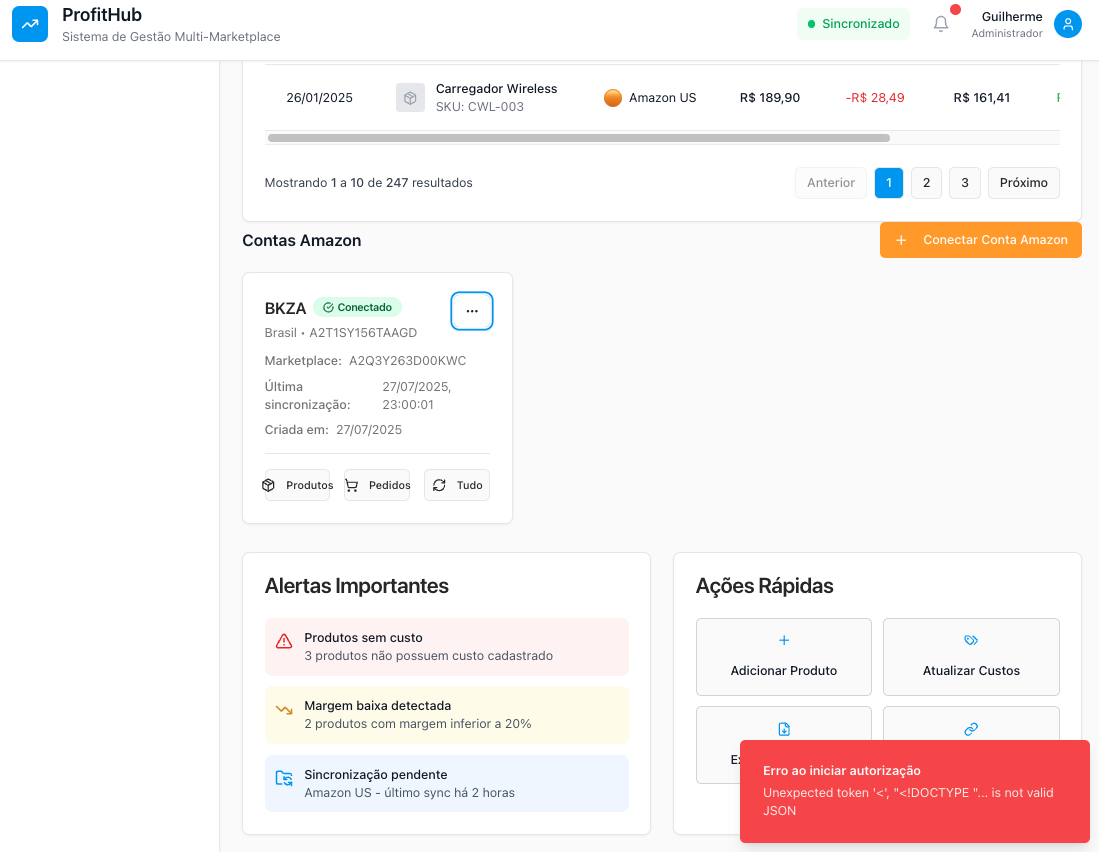 ProfitHub
Sistema de Gestão Multi-Marketplace
Sincronizado
Guilherme
Administrador
26/01/2025
Carregador Wireless
SKU: CWL-003
Amazon US
R$ 189,90
-R$ 28,49
R$ 161,41
Mostrando 1 a 10 de 247 resultados
Anterior
1
2
3
Próximo
Contas Amazon
Conectar Conta Amazon
BKZA
Conectado
...
Brasil • A2T1SY156TAAGD
Marketplace: A2Q3Y263D00KWC
Última sincronização:
27/07/2025, 23:00:01
Criada em: 27/07/2025
Produtos
Pedidos
Tudo
Alertas Importantes
Produtos sem custo
3 produtos não possuem custo cadastrado
Margem baixa detectada
2 produtos com margem inferior a 20%
Sincronização pendente
Amazon US - último sync há 2 horas
Ações Rápidas
Adicionar Produto
Atualizar Custos
Erro ao iniciar autorização
Unexpected token '<', "<!DOCTYPE "... is not valid
JSON